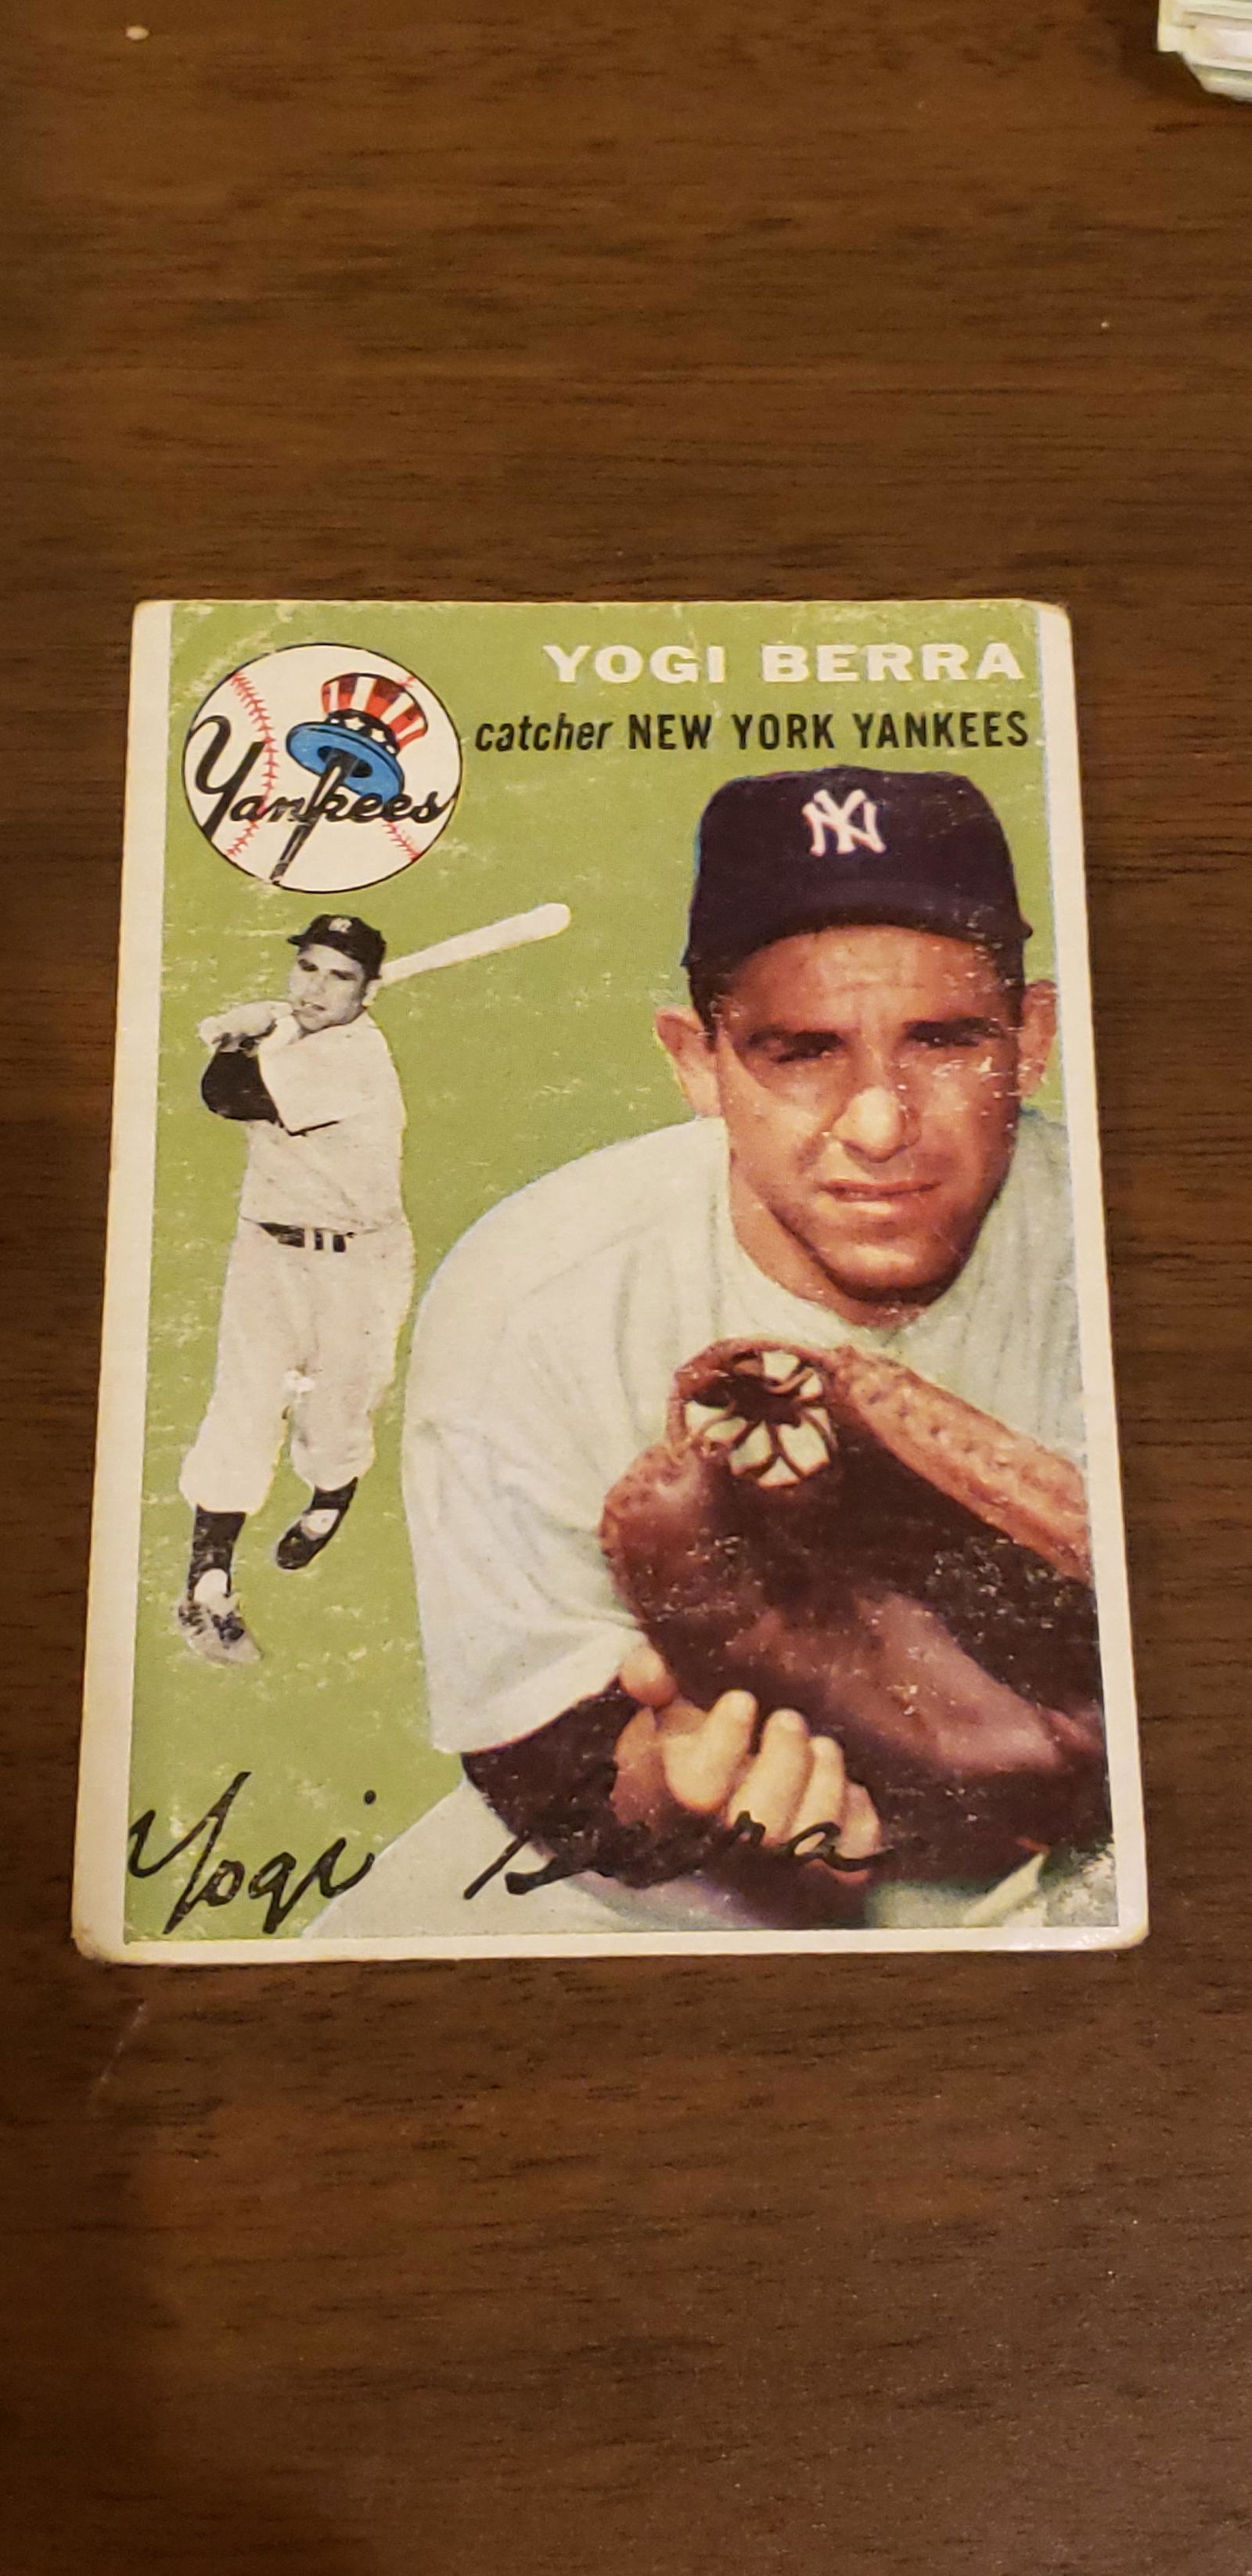 YOGI BERRA
catcher NEW YORK YANKEES
Yankees
NY
Yogi Berra